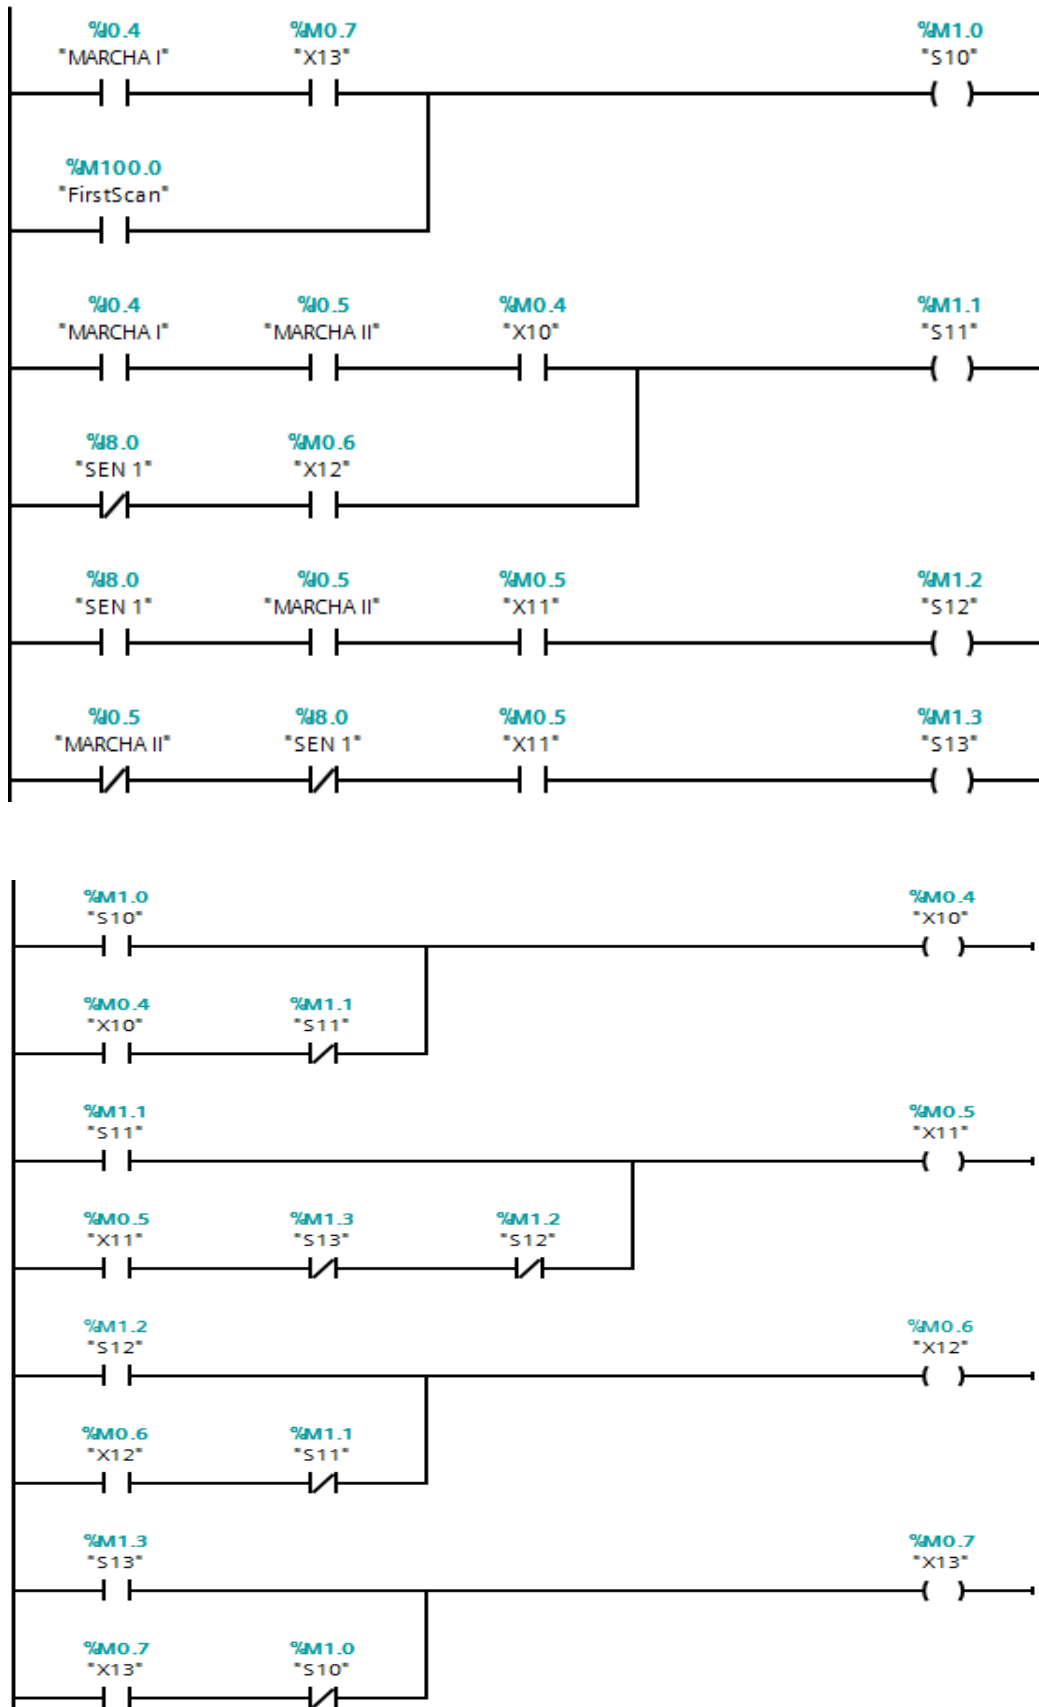 %I0.4 %M0.7 %M1.0
"MARCHA I" "X13" "S10"
%M100.0
"FirstScan"
%I0.4 %I0.5 %M0.4 %M1.1
"MARCHA I" "MARCHA II" "X10" "S11"
%I8.0 %M0.6
"SEN 1" "X12"
%I8.0 %I0.5 %M0.5 %M1.2
"SEN 1" "MARCHA II" "X11" "S12"
%I0.5 %I8.0 %M0.5 %M1.3
"MARCHA II" "SEN 1" "X11" "S13"
%M1.0 %M0.4
"S10" "X10"
%M0.4 %M1.1
"X10" "S11"
%M1.1 %M0.5
"S11" "X11"
%M0.5 %M1.3 %M1.2
"X11" "S13" "S12"
%M1.2 %M0.6
"S12" "X12"
%M0.6 %M1.1
"X12" "S11"
%M1.3 %M0.7
"S13" "X13"
%M0.7 %M1.0
"X13" "S10"